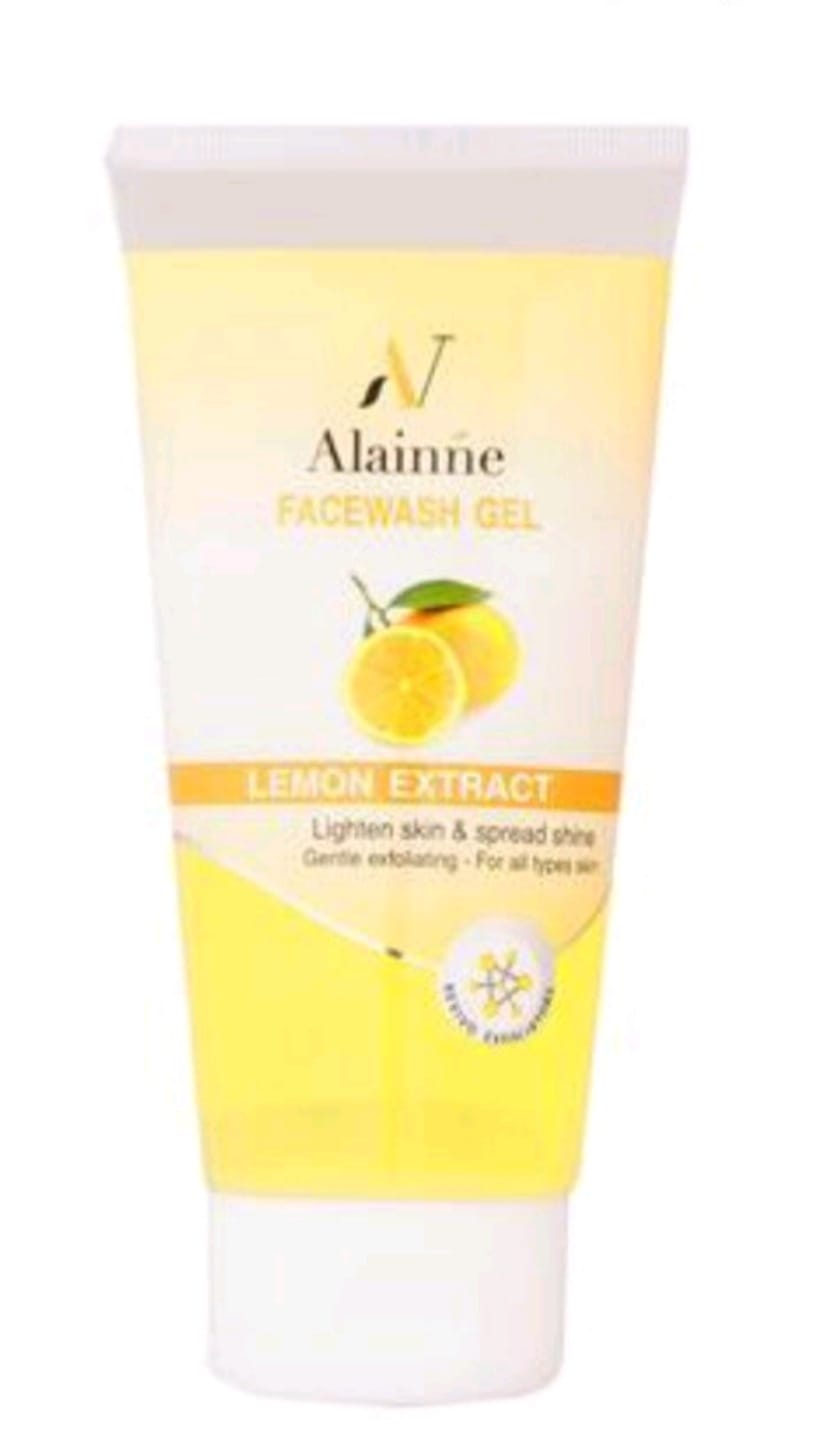 Alainne
FACEWASH GEL
LEMON EXTRACT
Lighten skin & spread shine
Gentle exfoliating - For all types skin